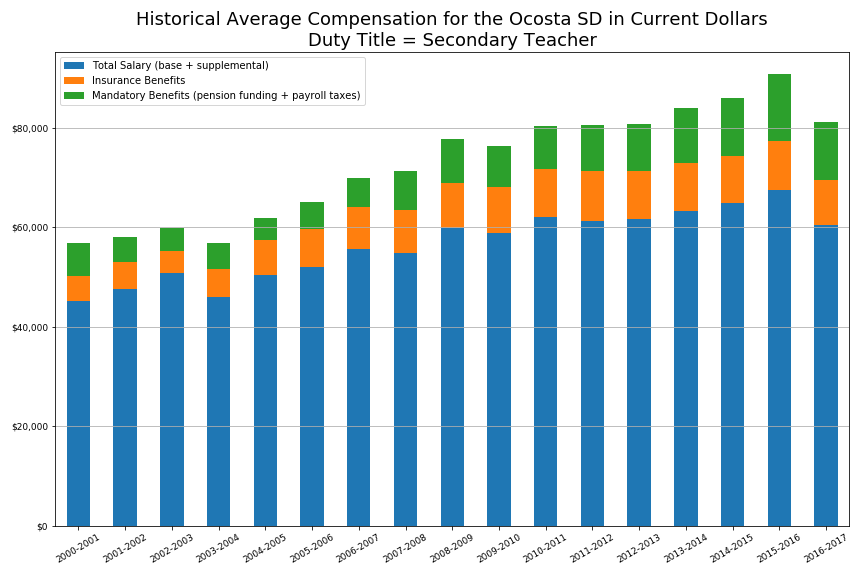 Historical Average Compensation for the Ocosta SD in Current Dollars
Duty Title = Secondary Teacher
Total Salary (base + supplemental)
Insurance Benefits
Mandatory Benefits (pension funding + payroll taxes)
$80,000
$60,000
$40,000
$20,000
$0
2000-2001 2001-2002 2002-2003 2003-2004 2004-2005 2005-2006 2006-2007 2007-2008 2008-2009 2009-2010 2010-2011 2011-2012 2012-2013 2013-2014 2014-2015 2015-2016 2016-2017